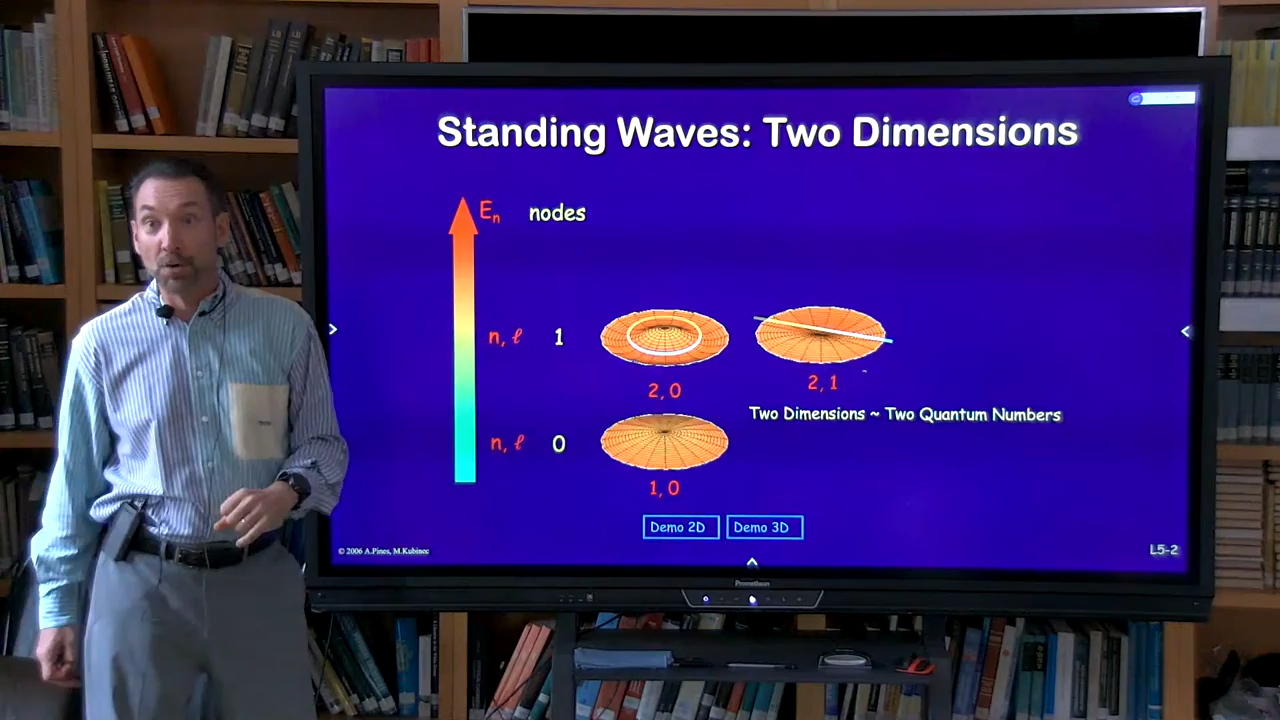 Standing Waves: Two Dimensions
Eₙ nodes
n, ℓ 1
2, 0 2, 1
Two Dimensions ~ Two Quantum Numbers
n, ℓ 0
1, 0
Demo 2D Demo 3D
© 2006 A.Pines, M.Kubinec
L5-2
Promethean